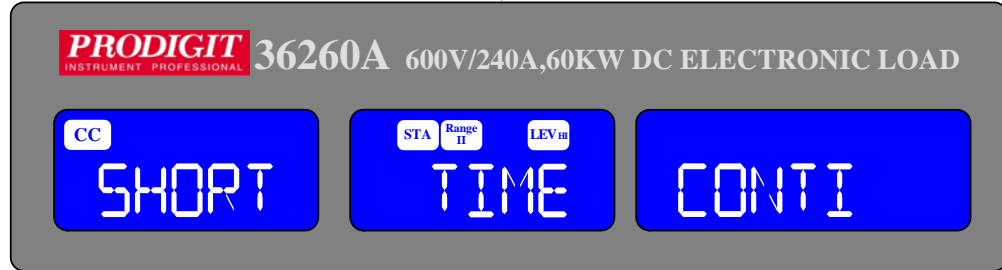 PRODIGIT
INSTRUMENT PROFESSIONAL
36260A 600V/240A,60KW DC ELECTRONIC LOAD
CC
STA Range II LEV HI
SHORT TIME CONTI